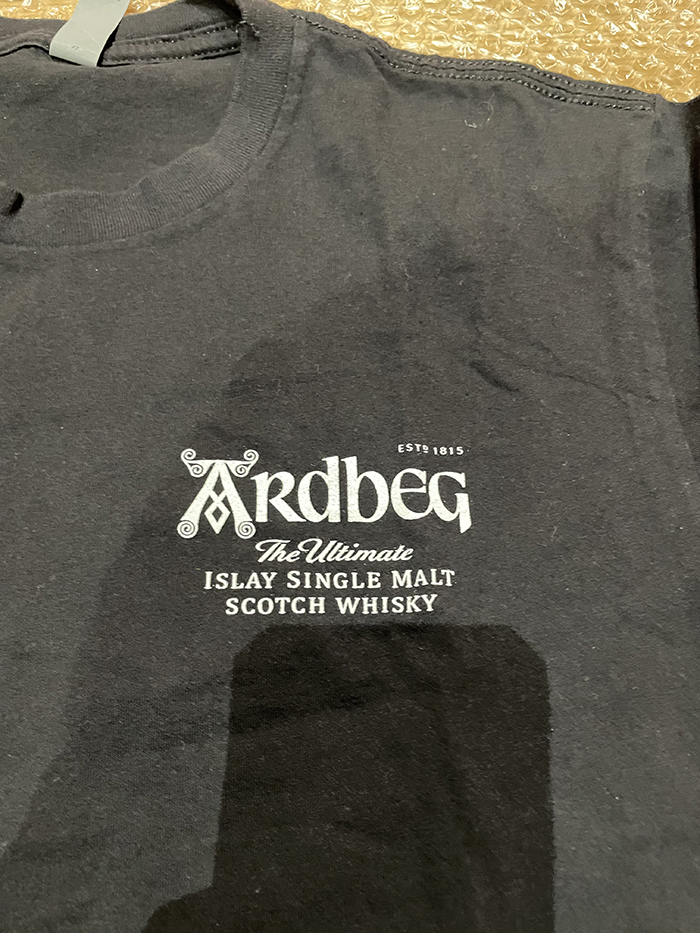 ESTD 1815
ARdbEG
The Ultimate
ISLAY SINGLE MALT
SCOTCH WHISKY